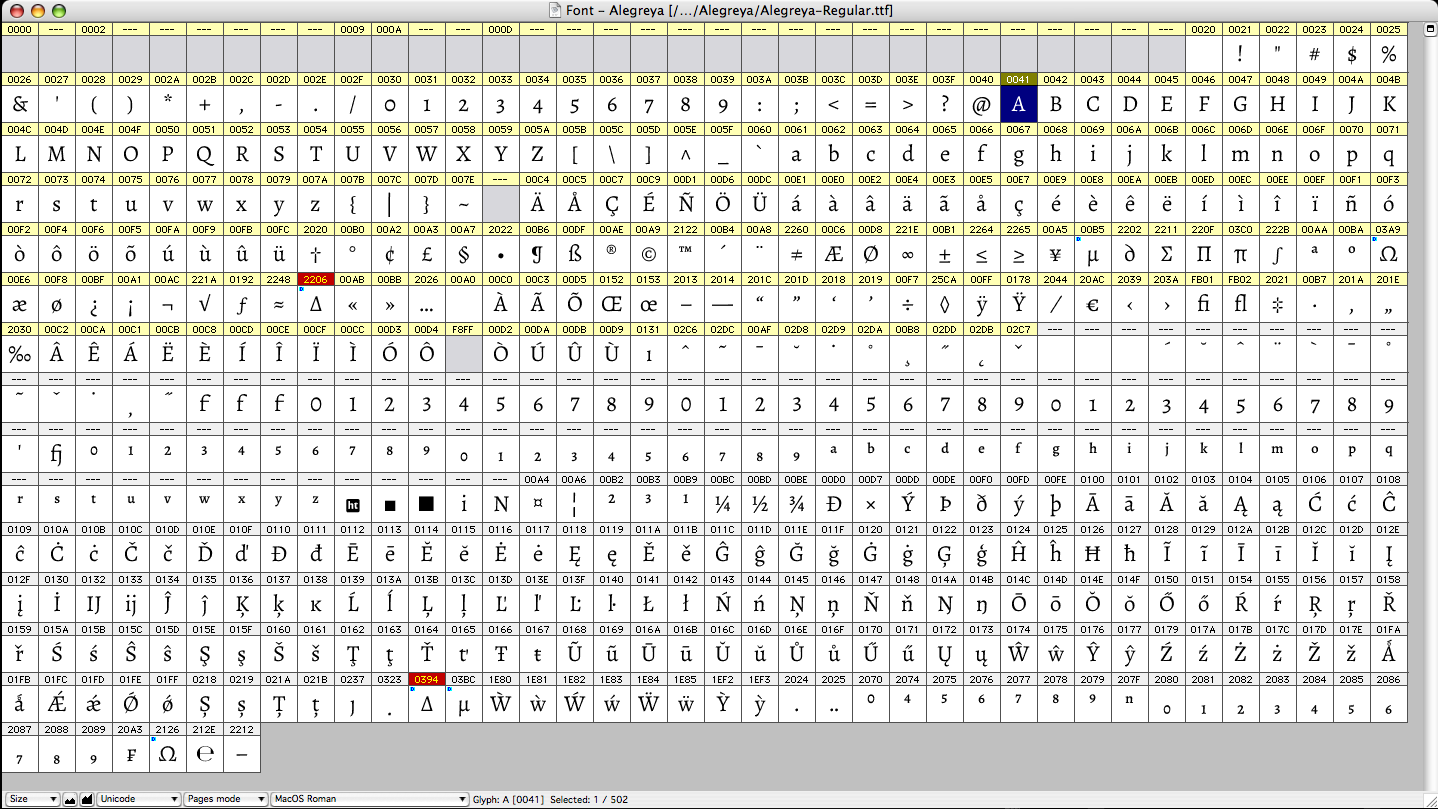 Font – Alegreya [/.../Alegreya/Alegreya-Regular.ttf]
0000 --- 0002 --- --- --- --- --- --- 0009 000A --- --- 000D --- --- --- --- --- --- --- --- --- --- --- --- --- --- --- --- --- --- 0020 0021 0022 0023 0024 0025
! " # $ %
0026 0027 0028 0029 002A 002B 002C 002D 002E 002F 0030 0031 0032 0033 0034 0035 0036 0037 0038 0039 003A 003B 003C 003D 003E 003F 0040 0041 0042 0043 0044 0045 0046 0047 0048 0049 004A 004B
& ' ( ) * + , - . / 0 1 2 3 4 5 6 7 8 9 : ; < = > ? @ A B C D E F G H I J K
004C 004D 004E 004F 0050 0051 0052 0053 0054 0055 0056 0057 0058 0059 005A 005B 005C 005D 005E 005F 0060 0061 0062 0063 0064 0065 0066 0067 0068 0069 006A 006B 006C 006D 006E 006F 0070 0071
L M N O P Q R S T U V W X Y Z [ \ ] ^ _ ` a b c d e f g h i j k l m n o p q
0072 0073 0074 0075 0076 0077 0078 0079 007A 007B 007C 007D 007E --- 00C4 00C5 00C7 00C9 00D1 00D6 00DC 00E1 00E0 00E2 00E4 00E3 00E5 00E7 00E9 00E8 00EA 00EB 00ED 00EC 00EE 00EF 00F1 00F3
r s t u v w x y z { | } ~ Ä Å Ç É Ñ Ö Ü á à â ä ã å ç é è ê ë í ì î ï ñ ó
00F2 00F4 00F6 00F5 00FA 00F9 00FB 00FC 2020 00B0 00A2 00A3 00A7 2022 00B6 00DF 00AE 00A9 2122 00B4 00A8 2260 00C6 00D8 221E 00B1 2264 2265 00A5 00B5 2202 2211 220F 03C0 222B 00AA 00BA 03A9
ò ô ö õ ú ù û ü † ° ¢ £ § • ¶ ß ® © ™ ´ ¨ ≠ Æ Ø ∞ ± ≤ ≥ ¥ µ ∂ Σ Π π ∫ ª º Ω
00E6 00F8 00BF 00A1 00AC 221A 0192 2248 2206 00AB 00BB 2026 00A0 00C0 00C3 00D5 0152 0153 2013 2014 201C 201D 2018 2019 00F7 25CA 00FF 0178 2044 20AC 2039 203A FB01 FB02 2021 00B7 201A 201E
æ ø ¿ ¡ ¬ √ ƒ ≈ ∆ « » … À Ã Õ Œ œ – — “ ” ‘ ’ ÷ ◊ ÿ Ÿ ⁄ € ‹ › ﬁ ﬂ ‡ · ‚ „
2030 00C2 00CA 00C1 00CB 00C8 00CD 00CE 00CF 00CC 00D3 00D4 F8FF 00D2 00DA 00DB 00D9 0131 02C6 02DC 00AF 02D8 02D9 02DA 00B8 02DD 02DB 02C7 --- --- --- --- --- --- --- --- --- ---
‰ Â Ê Á Ë È Í Î Ï Ì Ó Ô Ò Ú Û Ù ı ˆ ˜ ¯ ˘ ˙ ˚ ¸ ˝ ˛ ˇ ´ ˘ ˆ ¨ ` ¯ ˚
--- --- --- --- --- --- --- --- --- --- --- --- --- --- --- --- --- --- --- --- --- --- --- --- --- --- --- --- --- --- --- --- --- --- --- --- --- ---
˜ ˇ ˙ , ˝ f f f 0 1 2 3 4 5 6 7 8 9 0 1 2 3 4 5 6 7 8 9 0 1 2 3 4 5 6 7 8 9
--- --- --- --- --- --- --- --- --- --- --- --- --- --- --- --- --- --- --- --- --- --- --- --- --- --- --- --- --- --- --- --- --- --- --- --- --- ---
' fj 0 1 2 3 4 5 6 7 8 9 0 1 2 3 4 5 6 7 8 9 a b c d e f g h i j k l m o p q
--- --- --- --- --- --- --- --- --- --- --- --- --- --- 00A4 00A6 00B2 00B3 00B9 00BC 00BD 00BE 00D0 00D7 00DD 00DE 00F0 00FD 00FE 0100 0101 0102 0103 0104 0105 0106 0107 0108
r s t u v w x y z ht ■ ■ i N ¤ ¦ ² ³ ¹ ¼ ½ ¾ Ð × Ý Þ ð ý þ Ā ā Ă ă Ą ą Ć ć Ĉ
0109 010A 010B 010C 010D 010E 010F 0110 0111 0112 0113 0114 0115 0116 0117 0118 0119 011A 011B 011C 011D 011E 011F 0120 0121 0122 0123 0124 0125 0126 0127 0128 0129 012A 012B 012C 012D 012E
ĉ Ċ ċ Č č Ď ď Đ đ Ē ē Ĕ ĕ Ė ė Ę ę Ě ě Ĝ ĝ Ğ ğ Ġ ġ Ģ ģ Ĥ ĥ Ħ ħ Ĩ ĩ Ī ī Ĭ ĭ Į
012F 0130 0132 0133 0134 0135 0136 0137 0138 0139 013A 013B 013C 013D 013E 013F 0140 0141 0142 0143 0144 0145 0146 0147 0148 014A 014B 014C 014D 014E 014F 0150 0151 0154 0155 0156 0157 0158
į İ Ĳ ĳ Ĵ ĵ Ķ ķ ĸ Ĺ ĺ Ļ ļ Ľ ľ Ŀ ŀ Ł ł Ń ń Ņ ņ Ň ň Ŋ ŋ Ō ō Ŏ ŏ Ő ő Ŕ ŕ Ŗ ŗ Ř
0159 015A 015B 015C 015D 015E 015F 0160 0161 0162 0163 0164 0165 0166 0167 0168 0169 016A 016B 016C 016D 016E 016F 0170 0171 0172 0173 0174 0175 0176 0177 0179 017A 017B 017C 017D 017E 01FA
ř Ś ś Ŝ ŝ Ş ş Š š Ţ ţ Ť ť Ŧ ŧ Ũ ũ Ū ū Ŭ ŭ Ů ů Ű ű Ų ų Ŵ ŵ Ŷ ŷ Ź ź Ż ż Ž ž Ǻ
01FB 01FC 01FD 01FE 01FF 0218 0219 021A 021B 0237 0323 0394 03BC 1E80 1E81 1E82 1E83 1E84 1E85 1EF2 1EF3 2024 2025 2070 2074 2075 2076 2077 2078 2079 207F 2080 2081 2082 2083 2084 2085 2086
ǻ Ǽ ǽ Ǿ ǿ Ș ș Ț ț ȷ . Δ μ Ẁ ẁ Ẃ ẃ Ẅ ẅ Ỳ ỳ . .. ⁰ ⁴ ⁵ ⁶ ⁷ ⁸ ⁹ ⁿ ₀ ₁ ₂ ₃ ₄ ₅ ₆
2087 2088 2089 20A3 2126 212E 2212
₇ ₈ ₉ ₣ Ω ℮ −
Size Unicode Pages mode MacOS Roman Glyph: A [0041] Selected: 1 / 502